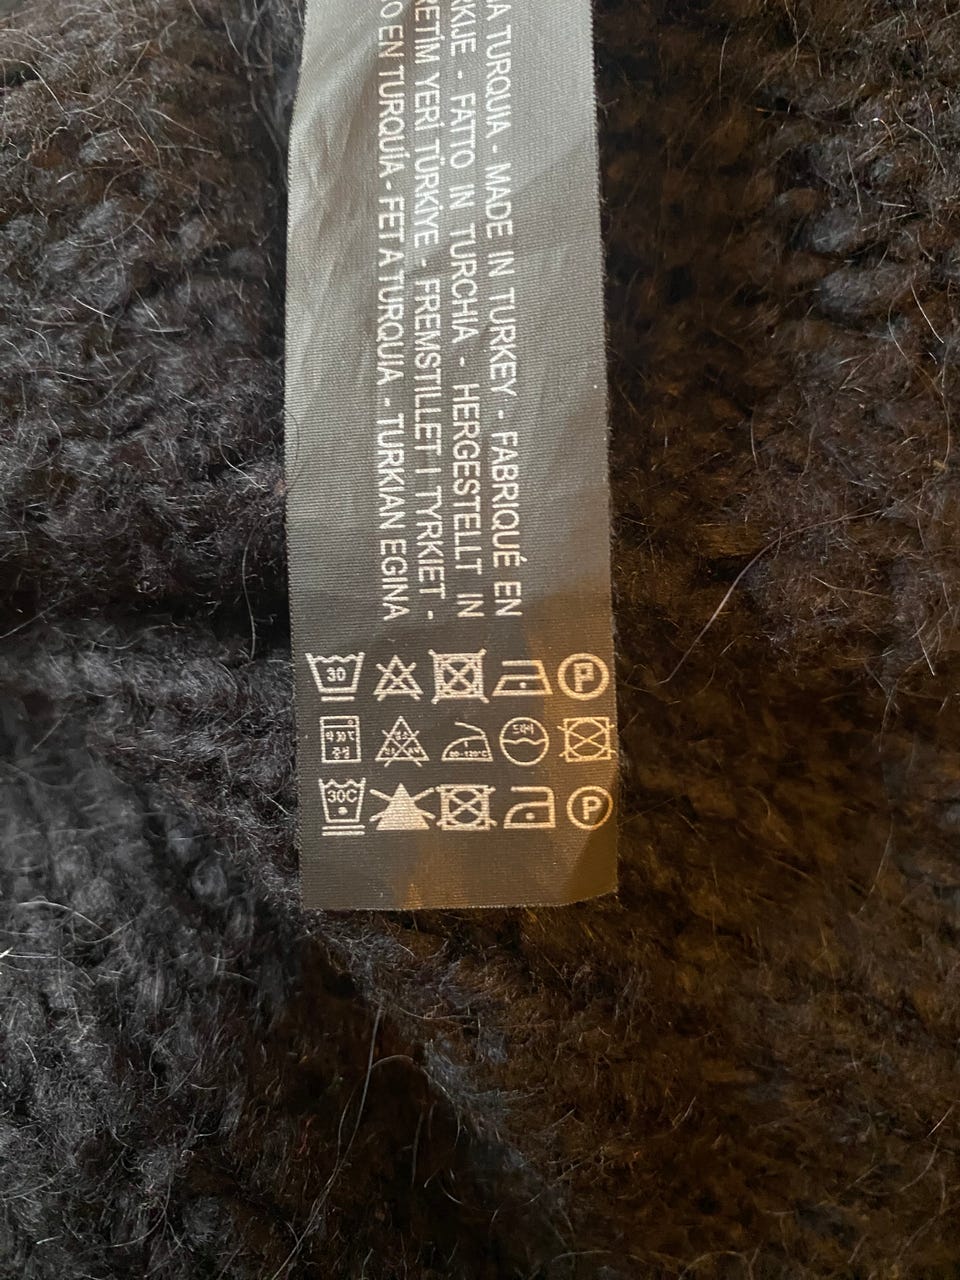 TURQUIA - MADE IN TURKEY - FABRIQUÉ EN
RKIJE - FATTO IN TURCHIA - HERGESTELLT IN
RETİM YERİ TÜRKİYE - FREMSTILLET I TYRKIET -
O EN TURQUÍA - FET A TURQUIA - TURKIAN EGINA
30 P
30C P